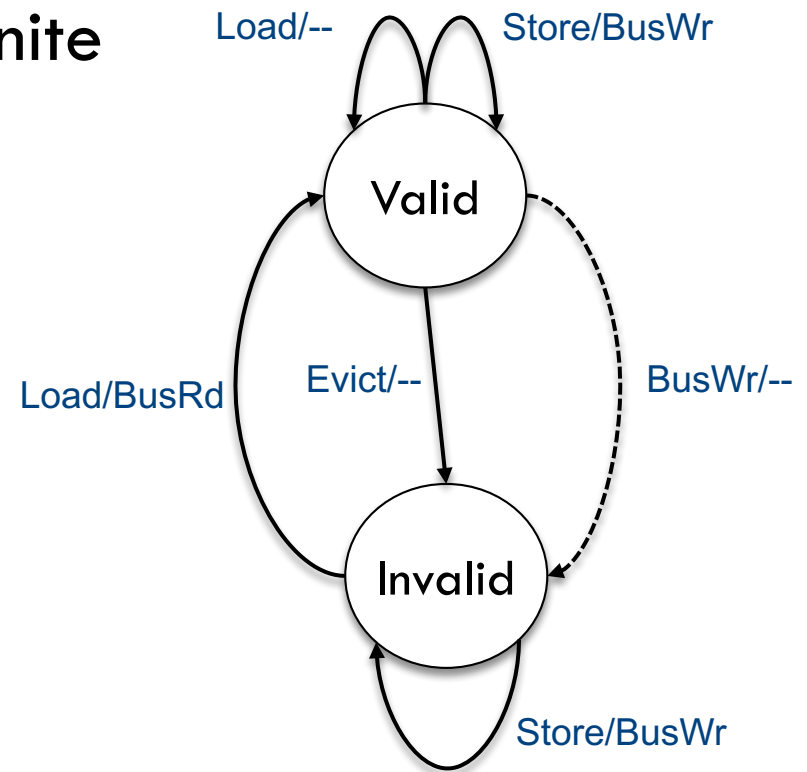 nite
Load/--
Store/BusWr
Valid
Load/BusRd
Evict/--
BusWr/--
Invalid
Store/BusWr